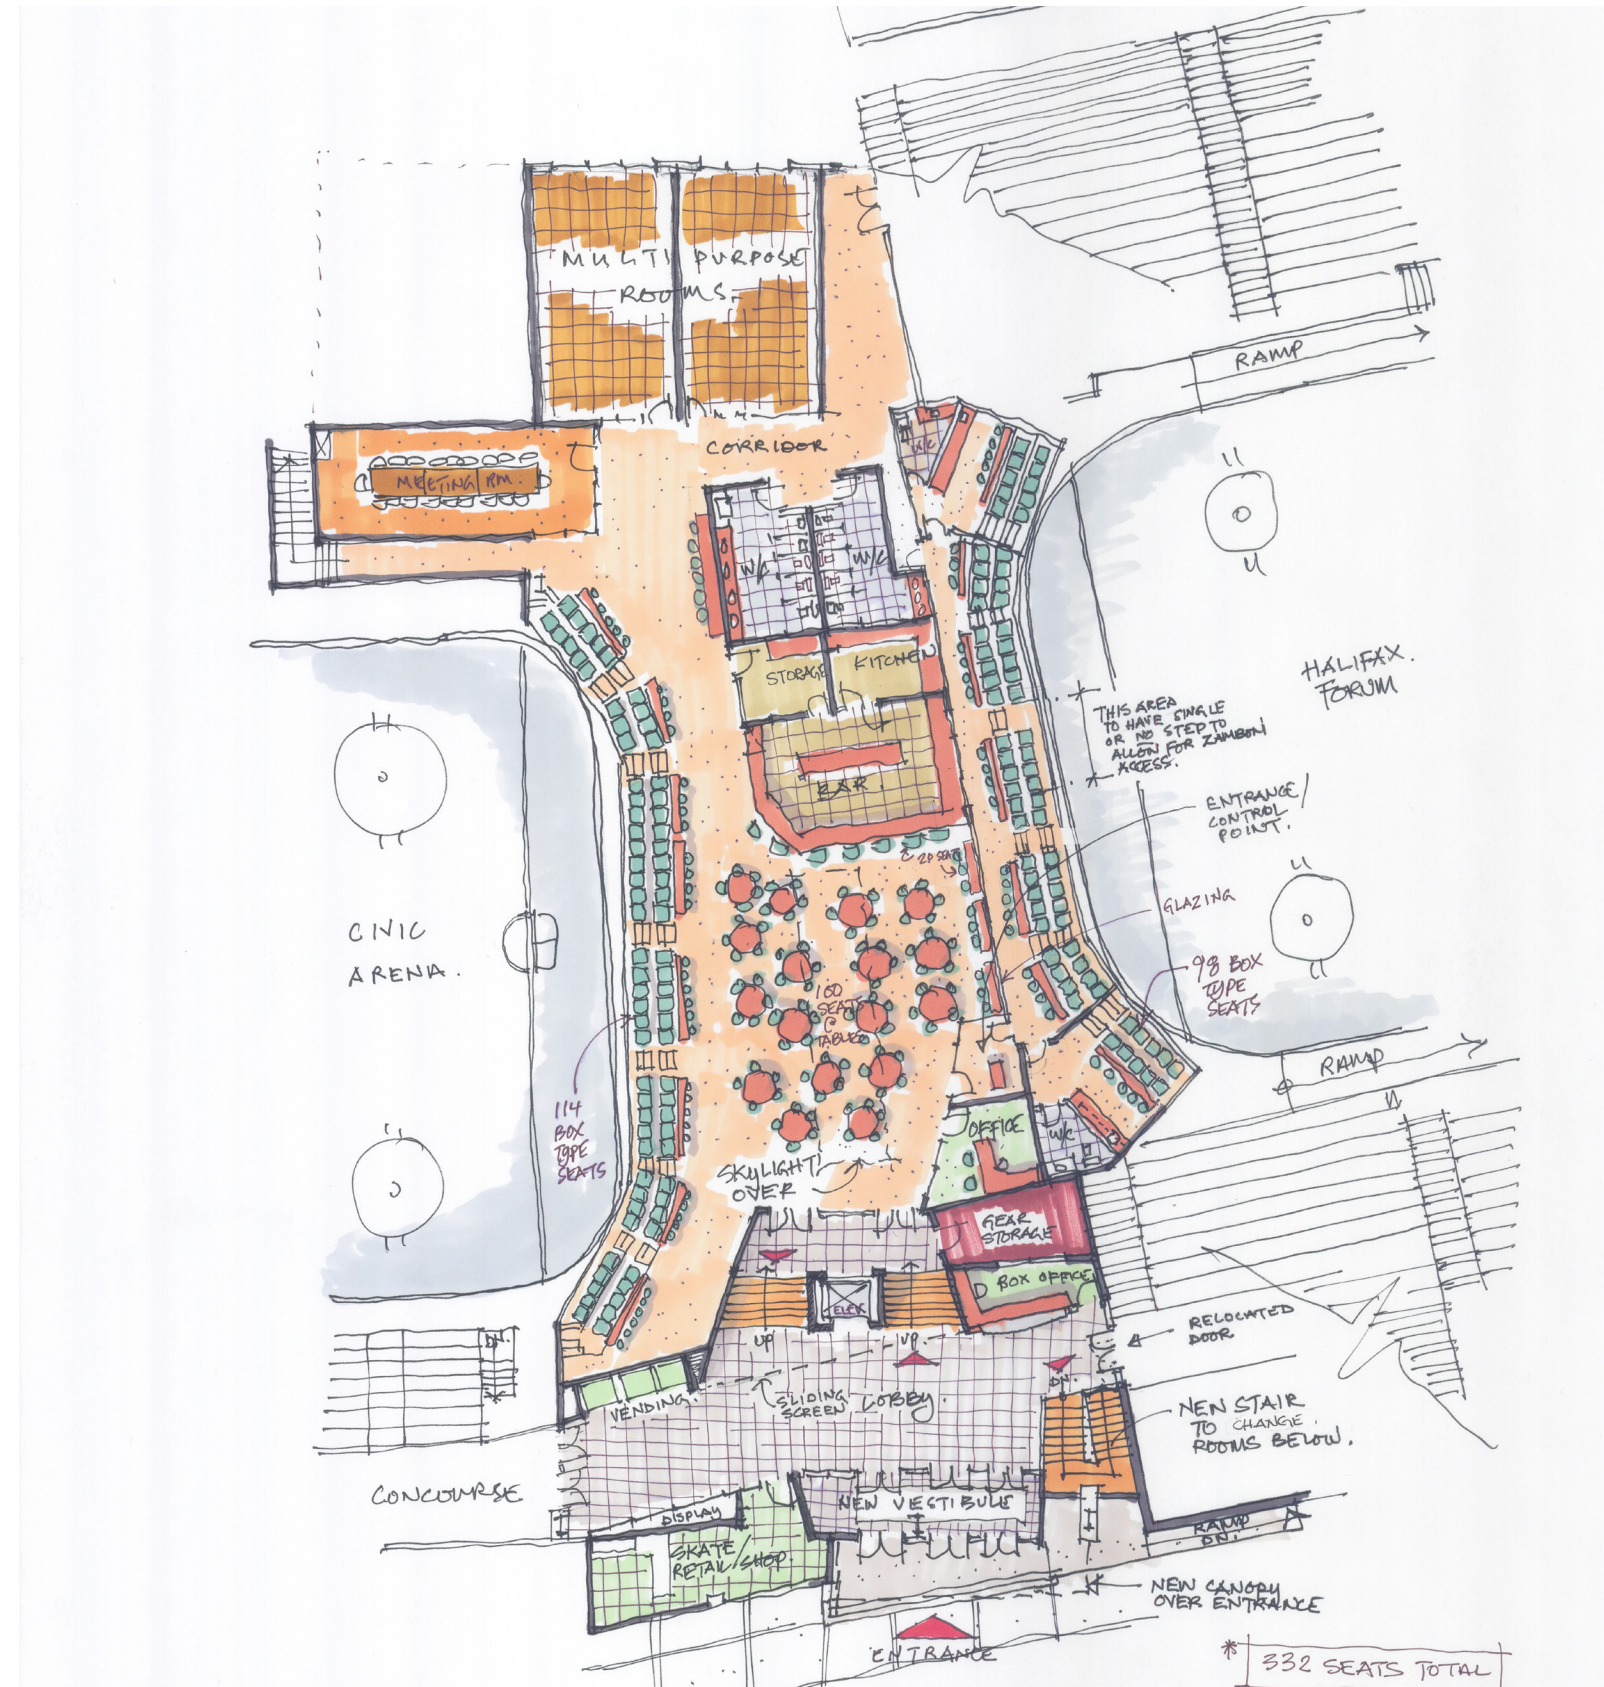 MULTI PURPOSE
ROOMS
RAMP
CORRIDOR
W/C
MEETING RM.
W/C
W/C
STORAGE
KITCHEN
HALIFAX
FORUM
THIS AREA
TO HAVE SINGLE
OR NO STEP TO
ALLOW FOR ZAMBONI
ACCESS.
BAR
ENTRANCE/
CONTROL
POINT.
20 SEATS
GLAZING
CIVIC
ARENA.
98 BOX
TYPE
SEATS
100
SEATS
C
TABLES
RAMP
114
BOX
TYPE
SEATS
OFFICE
W/C
SKYLIGHT
OVER
GEAR
STORAGE
BOX OFFICE
ELEV
RELOCATED
DOOR
DN.
UP
UP
DN.
SLIDING
SCREEN
LOBBY.
VENDING.
NEW STAIR
TO CHANGE
ROOMS BELOW.
CONCOURSE
NEW VESTIBULE
DISPLAY
RAMP
DN.
SKATE/
RETAIL SHOP
NEW CANOPY
OVER ENTRANCE
ENTRANCE
* 332 SEATS TOTAL